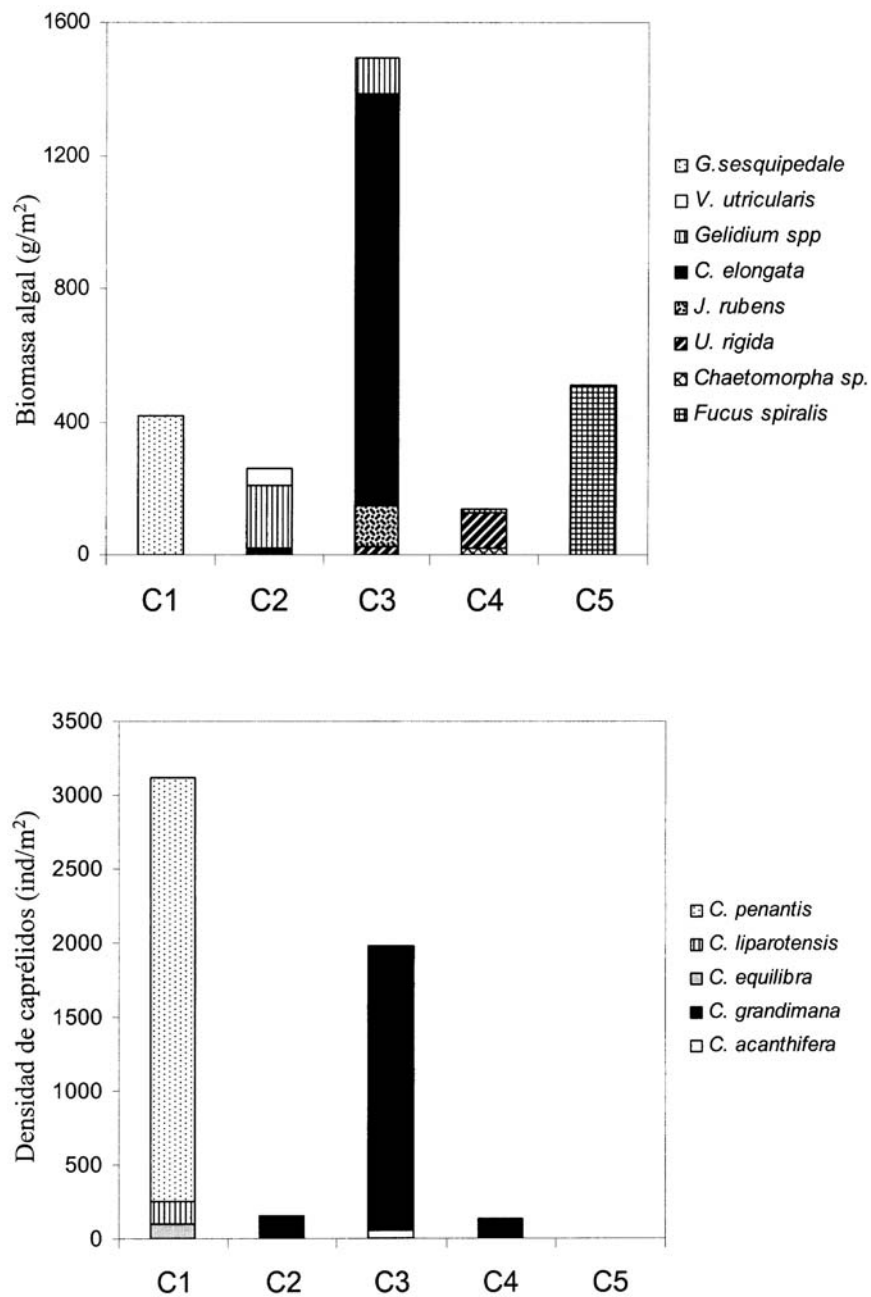 1600
1200
800
400
0
Biomasa algal (g/m²)
C1 C2 C3 C4 C5
G.sesquipedale
V. utricularis
Gelidium spp
C. elongata
J. rubens
U. rigida
Chaetomorpha sp.
Fucus spiralis
3500
3000
2500
2000
1500
1000
500
0
Densidad de caprélidos (ind/m²)
C1 C2 C3 C4 C5
C. penantis
C. liparotensis
C. equilibra
C. grandimana
C. acanthifera